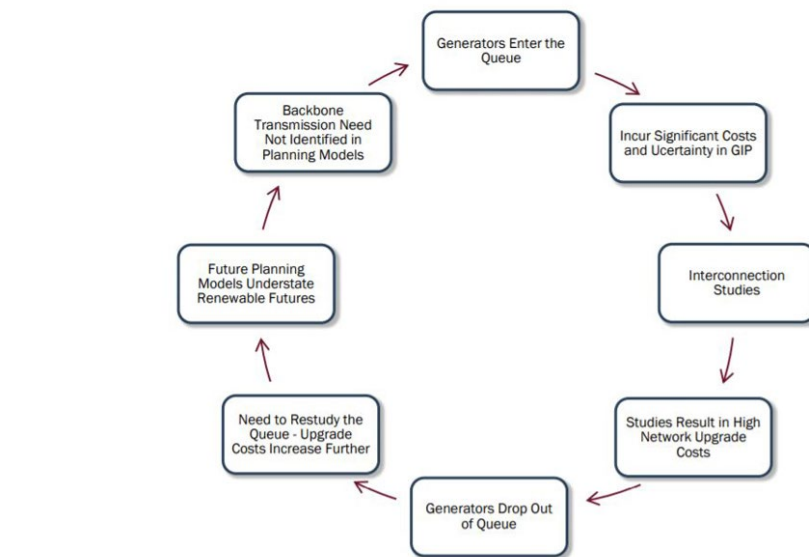 Generators Enter the
Queue
Incur Significant Costs
and Ucertainty in GIP
Interconnection
Studies
Studies Result in High
Network Upgrade
Costs
Generators Drop Out
of Queue
Need to Restudy the
Queue - Upgrade
Costs Increase Further
Future Planning
Models Understate
Renewable Futures
Backbone
Transmission Need
Not Identified in
Planning Models